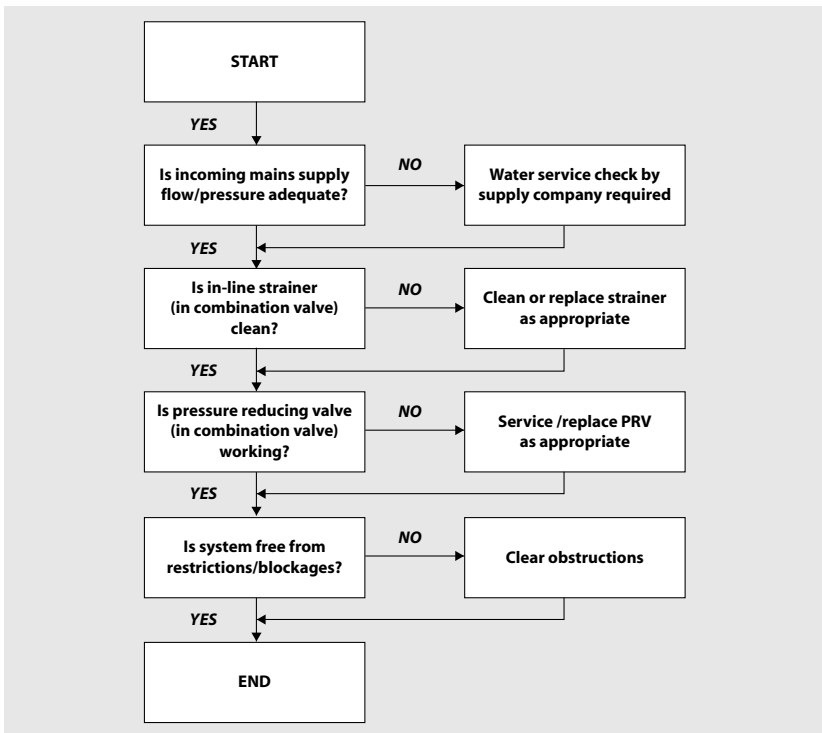 START
YES
Is incoming mains supply
flow/pressure adequate?
NO
Water service check by
supply company required
YES
Is in-line strainer
(in combination valve)
clean?
NO
Clean or replace strainer
as appropriate
YES
Is pressure reducing valve
(in combination valve)
working?
NO
Service /replace PRV
as appropriate
YES
Is system free from
restrictions/blockages?
NO
Clear obstructions
YES
END